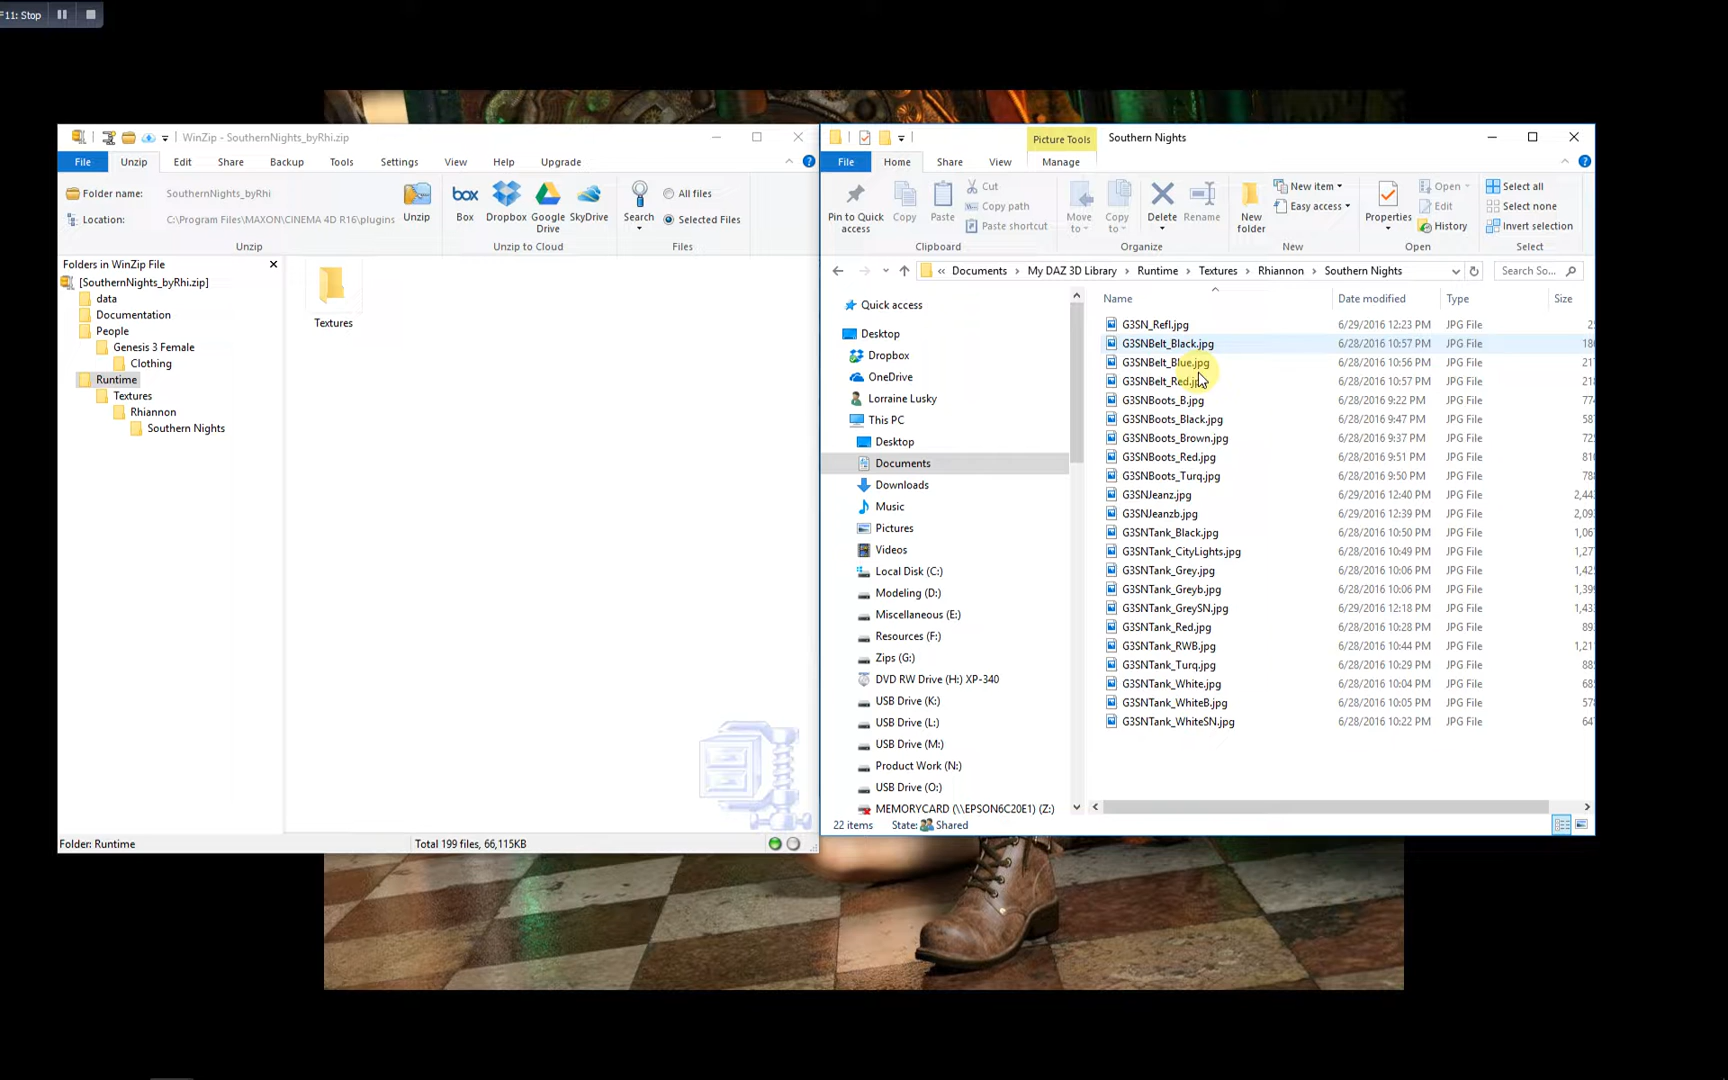 F11: Stop
WinZip - SouthernNights_byRhi.zip
File Unzip Edit Share Backup Tools Settings View Help Upgrade
Folder name: SouthernNights_byRhi
Location: C:\Program Files\MAXON\CINEMA 4D R16\plugins
Unzip
Box Dropbox Google Drive SkyDrive
Search
All files
Selected Files
Unzip Unzip to Cloud Files
Folders in WinZip File
[SouthernNights_byRhi.zip]
data
Documentation
People
Genesis 3 Female
Clothing
Runtime
Textures
Rhiannon
Southern Nights
Textures
Folder: Runtime Total 199 files, 66,115KB
Picture Tools Southern Nights
File Home Share View Manage
Pin to Quick access
Copy
Paste
Cut
Copy path
Paste shortcut
Move to
Copy to
Delete
Rename
New folder
New item
Easy access
Properties
Open
Edit
History
Select all
Select none
Invert selection
Clipboard Organize New Open Select
« Documents › My DAZ 3D Library › Runtime › Textures › Rhiannon › Southern Nights
Search So...
Quick access
Desktop
Dropbox
OneDrive
Lorraine Lusky
This PC
Desktop
Documents
Downloads
Music
Pictures
Videos
Local Disk (C:)
Modeling (D:)
Miscellaneous (E:)
Resources (F:)
Zips (G:)
DVD RW Drive (H:) XP-340
USB Drive (K:)
USB Drive (L:)
USB Drive (M:)
Product Work (N:)
USB Drive (O:)
MEMORYCARD (\\EPSON6C20E1) (Z:)
Name Date modified Type Size
G3SN_Refl.jpg 6/29/2016 12:23 PM JPG File
G3SNBelt_Black.jpg 6/28/2016 10:57 PM JPG File
G3SNBelt_Blue.jpg 6/28/2016 10:56 PM JPG File
G3SNBelt_Red.jpg 6/28/2016 10:57 PM JPG File
G3SNBoots_B.jpg 6/28/2016 9:22 PM JPG File
G3SNBoots_Black.jpg 6/28/2016 9:47 PM JPG File
G3SNBoots_Brown.jpg 6/28/2016 9:37 PM JPG File
G3SNBoots_Red.jpg 6/28/2016 9:51 PM JPG File
G3SNBoots_Turq.jpg 6/28/2016 9:50 PM JPG File
G3SNJeanz.jpg 6/29/2016 12:40 PM JPG File
G3SNJeanzb.jpg 6/29/2016 12:39 PM JPG File
G3SNTank_Black.jpg 6/28/2016 10:50 PM JPG File
G3SNTank_CityLights.jpg 6/28/2016 10:49 PM JPG File
G3SNTank_Grey.jpg 6/28/2016 10:06 PM JPG File
G3SNTank_Greyb.jpg 6/28/2016 10:06 PM JPG File
G3SNTank_GreySN.jpg 6/29/2016 12:18 PM JPG File
G3SNTank_Red.jpg 6/28/2016 10:28 PM JPG File
G3SNTank_RWB.jpg 6/28/2016 10:44 PM JPG File
G3SNTank_Turq.jpg 6/28/2016 10:29 PM JPG File
G3SNTank_White.jpg 6/28/2016 10:04 PM JPG File
G3SNTank_WhiteB.jpg 6/28/2016 10:05 PM JPG File
G3SNTank_WhiteSN.jpg 6/28/2016 10:22 PM JPG File
22 items State: Shared